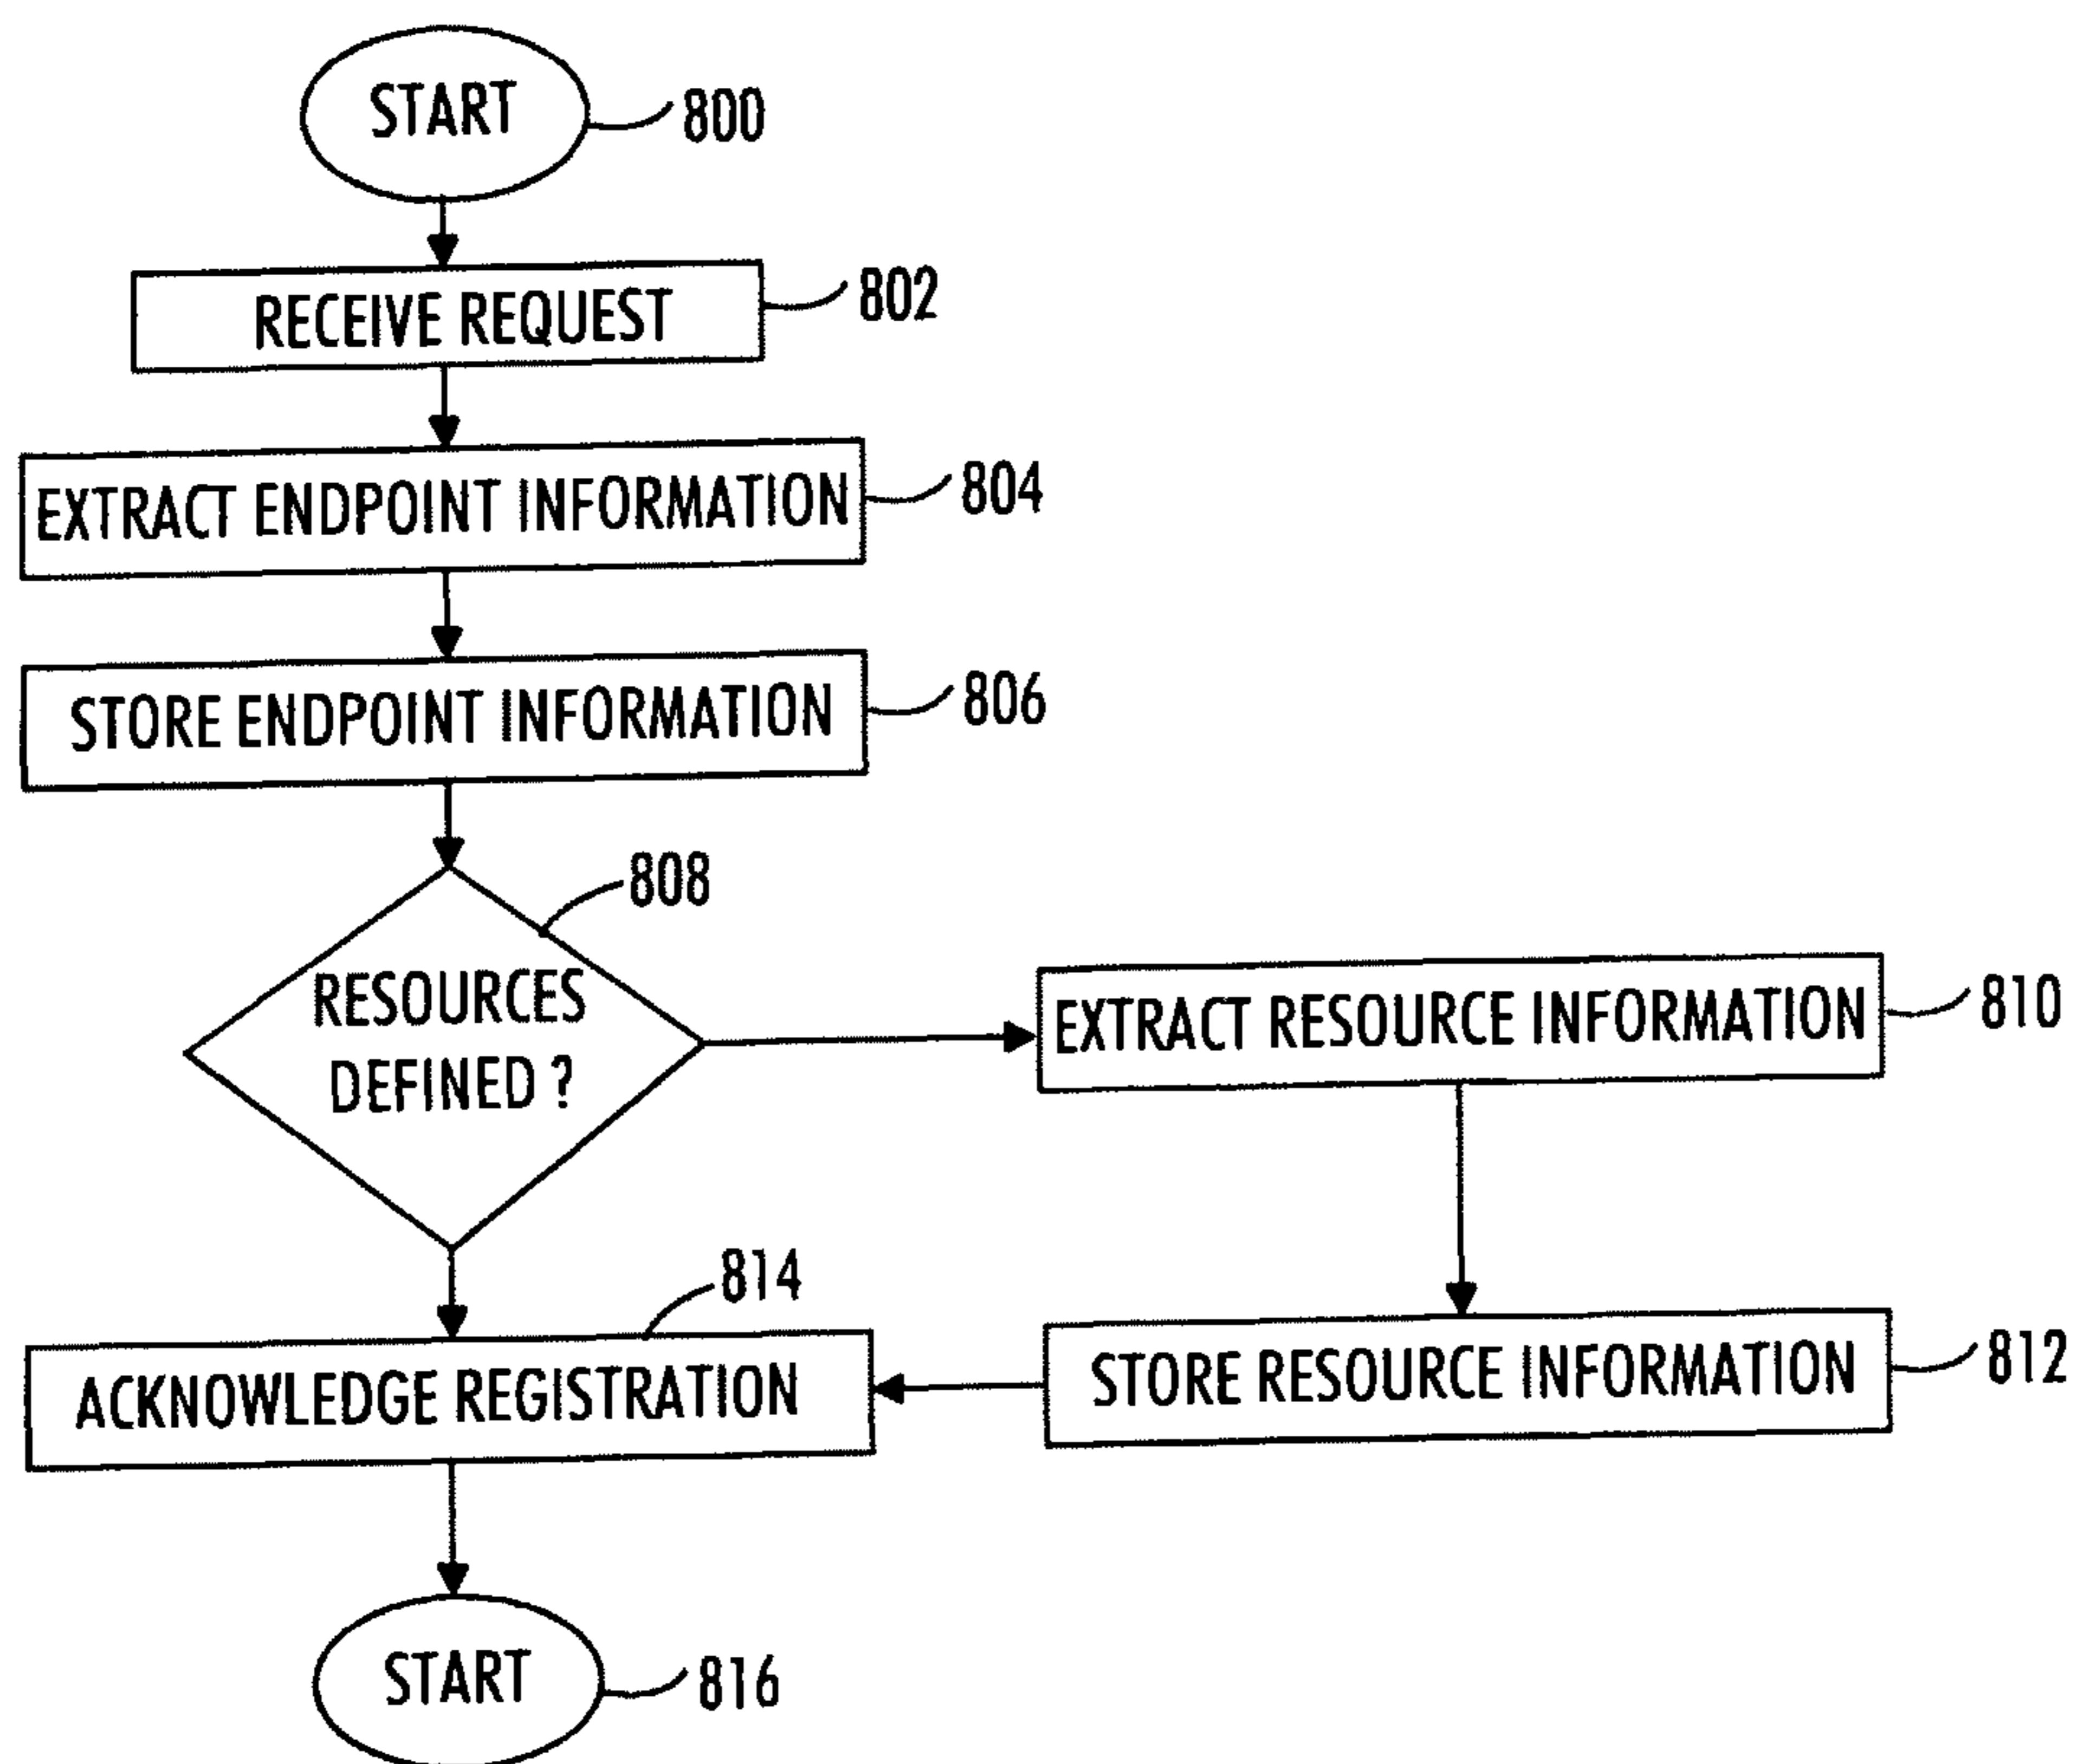 START
800
RECEIVE REQUEST
802
EXTRACT ENDPOINT INFORMATION
804
STORE ENDPOINT INFORMATION
806
808
RESOURCES
DEFINED ?
EXTRACT RESOURCE INFORMATION
810
814
ACKNOWLEDGE REGISTRATION
STORE RESOURCE INFORMATION
812
START
816